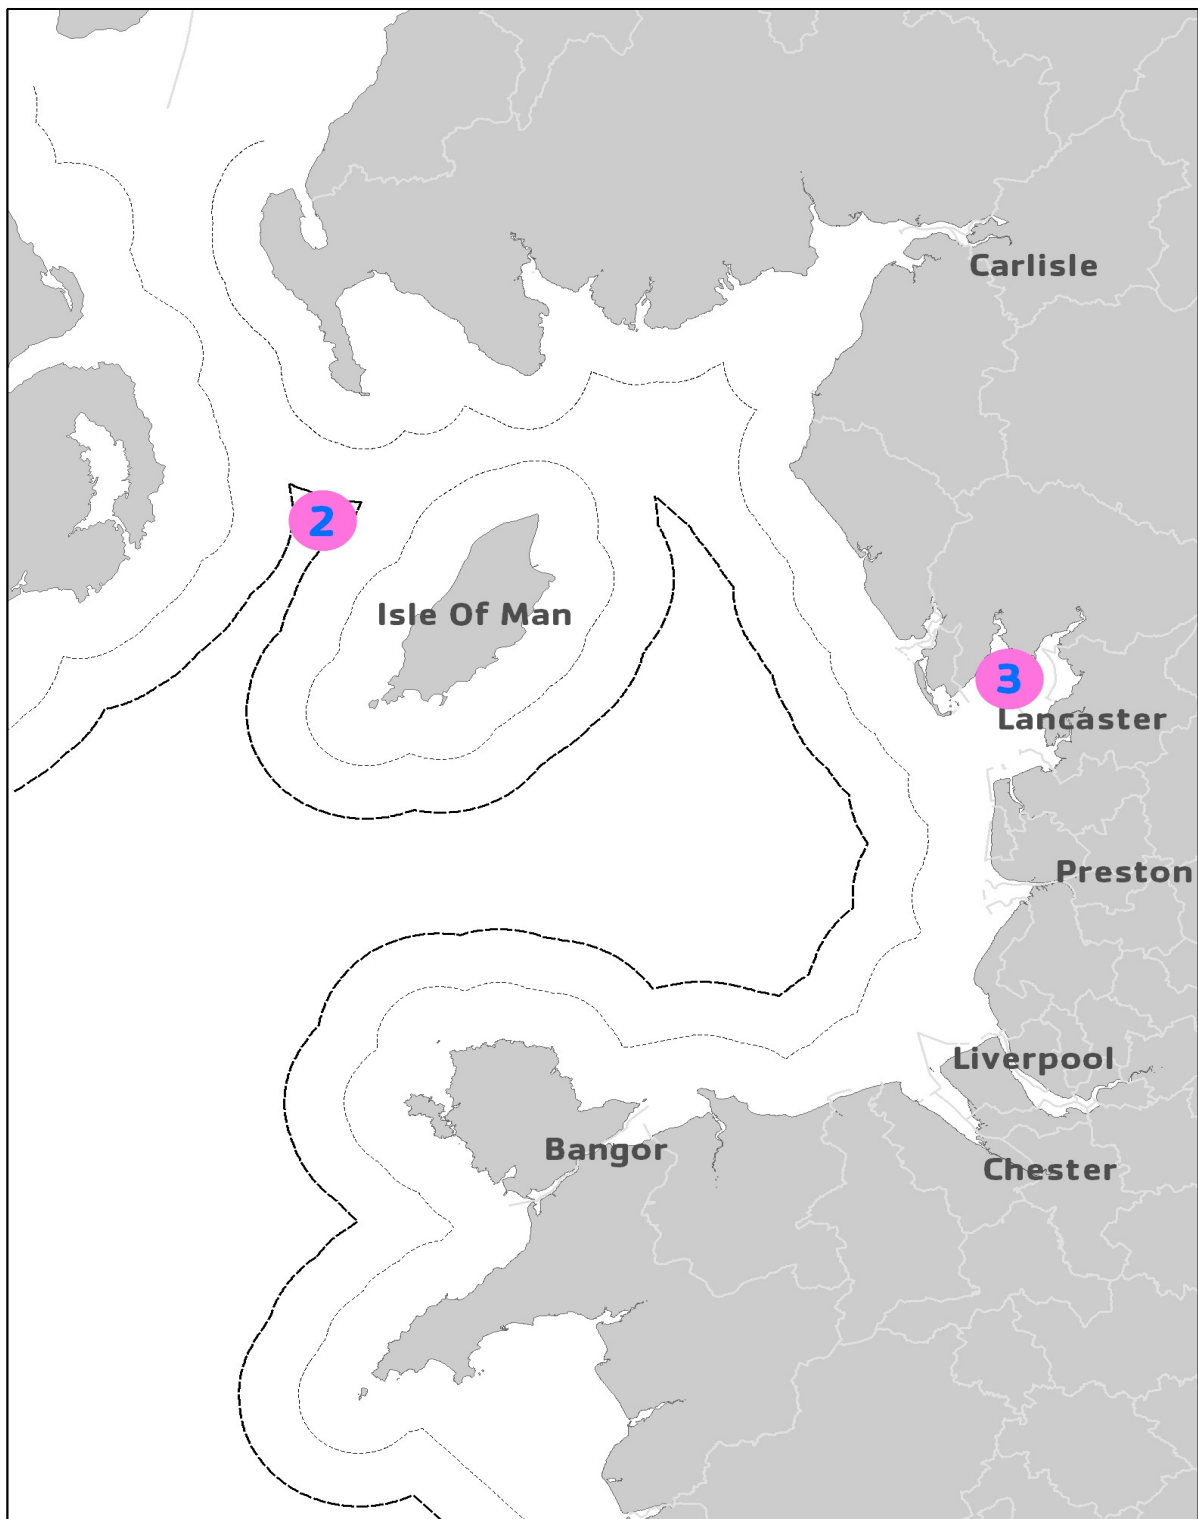 Carlisle
2
Isle Of Man
3
Lancaster
Preston
Liverpool
Bangor
Chester